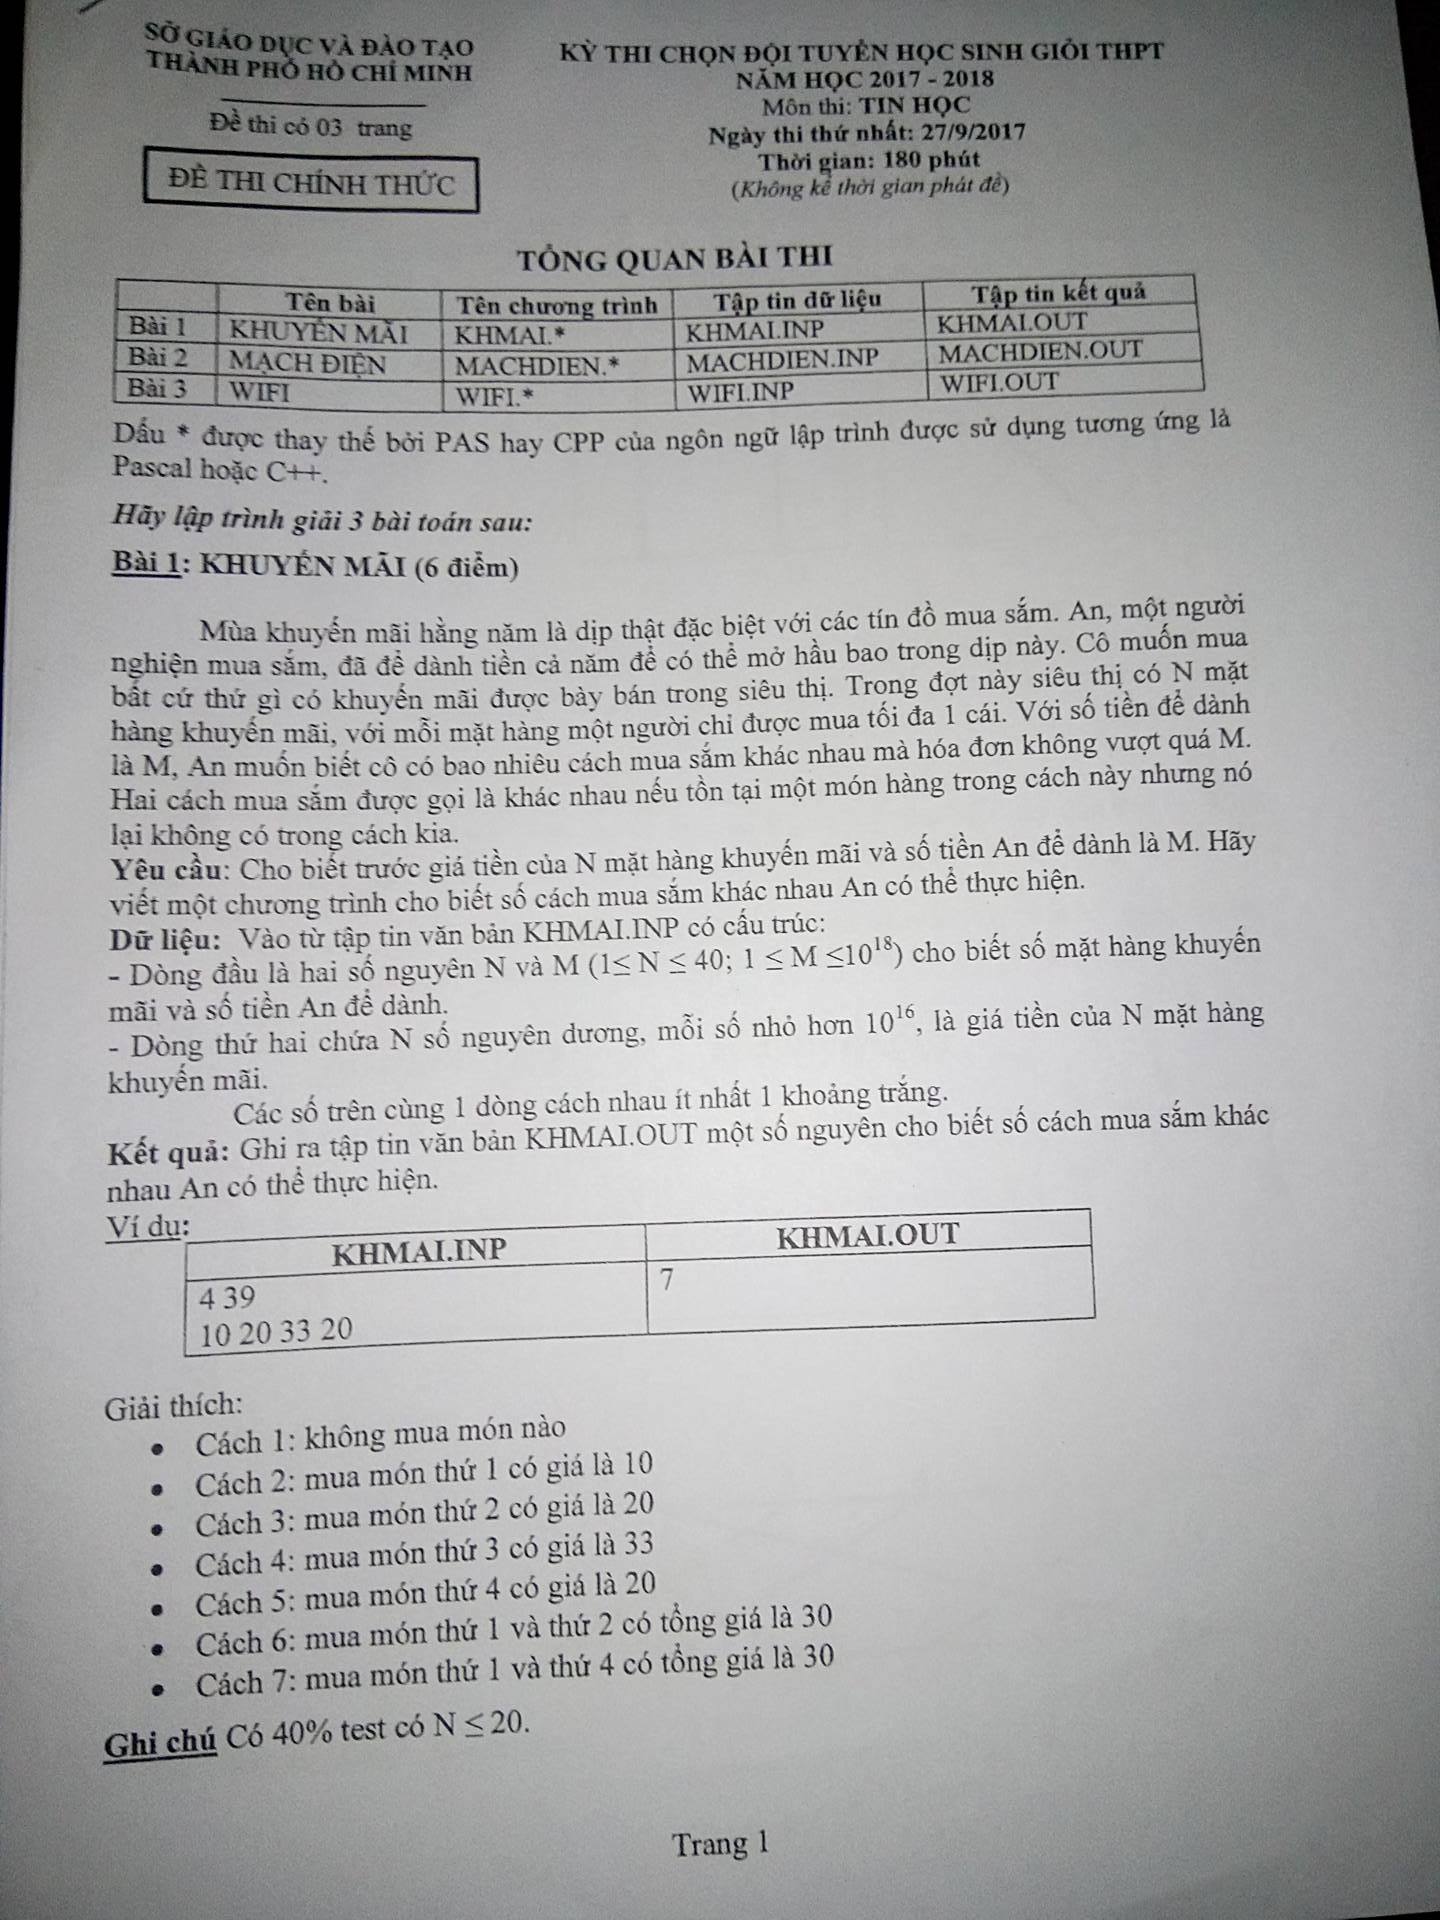 SỞ GIÁO DỤC VÀ ĐÀO TẠO
THÀNH PHỐ HỒ CHÍ MINH
Đề thi có 03 trang
ĐỀ THI CHÍNH THỨC
KỲ THI CHỌN ĐỘI TUYỂN HỌC SINH GIỎI THPT
NĂM HỌC 2017 - 2018
Môn thi: TIN HỌC
Ngày thi thứ nhất: 27/9/2017
Thời gian: 180 phút
(Không kể thời gian phát đề)
TỔNG QUAN BÀI THI
Tên bài Tên chương trình Tập tin dữ liệu Tập tin kết quả
Bài 1 KHUYẾN MÃI KHMAI.* KHMAI.INP KHMAI.OUT
Bài 2 MẠCH ĐIỆN MACHDIEN.* MACHDIEN.INP MACHDIEN.OUT
Bài 3 WIFI WIFI.* WIFI.INP WIFI.OUT
Dấu * được thay thế bởi PAS hay CPP của ngôn ngữ lập trình được sử dụng tương ứng là
Pascal hoặc C++.
Hãy lập trình giải 3 bài toán sau:
Bài 1: KHUYẾN MÃI (6 điểm)
Mùa khuyến mãi hằng năm là dịp thật đặc biệt với các tín đồ mua sắm. An, một người
nghiện mua sắm, đã để dành tiền cả năm để có thể mở hầu bao trong dịp này. Cô muốn mua
bất cứ thứ gì có khuyến mãi được bày bán trong siêu thị. Trong đợt này siêu thị có N mặt
hàng khuyến mãi, với mỗi mặt hàng một người chỉ được mua tối đa 1 cái. Với số tiền để dành
là M, An muốn biết cô có bao nhiêu cách mua sắm khác nhau mà hóa đơn không vượt quá M.
Hai cách mua sắm được gọi là khác nhau nếu tồn tại một món hàng trong cách này nhưng nó
lại không có trong cách kia.
Yêu cầu: Cho biết trước giá tiền của N mặt hàng khuyến mãi và số tiền An để dành là M. Hãy
viết một chương trình cho biết số cách mua sắm khác nhau An có thể thực hiện.
Dữ liệu: Vào từ tập tin văn bản KHMAI.INP có cấu trúc:
- Dòng đầu là hai số nguyên N và M (1≤ N ≤ 40; 1 ≤ M ≤10¹⁸) cho biết số mặt hàng khuyến
mãi và số tiền An để dành.
- Dòng thứ hai chứa N số nguyên dương, mỗi số nhỏ hơn 10¹⁶, là giá tiền của N mặt hàng
khuyến mãi.
Các số trên cùng 1 dòng cách nhau ít nhất 1 khoảng trắng.
Kết quả: Ghi ra tập tin văn bản KHMAI.OUT một số nguyên cho biết số cách mua sắm khác
nhau An có thể thực hiện.
Ví dụ:
KHMAI.INP KHMAI.OUT
4 39 7
10 20 33 20
Giải thích:
• Cách 1: không mua món nào
• Cách 2: mua món thứ 1 có giá là 10
• Cách 3: mua món thứ 2 có giá là 20
• Cách 4: mua món thứ 3 có giá là 33
• Cách 5: mua món thứ 4 có giá là 20
• Cách 6: mua món thứ 1 và thứ 2 có tổng giá là 30
• Cách 7: mua món thứ 1 và thứ 4 có tổng giá là 30
Ghi chú Có 40% test có N ≤ 20.
Trang 1